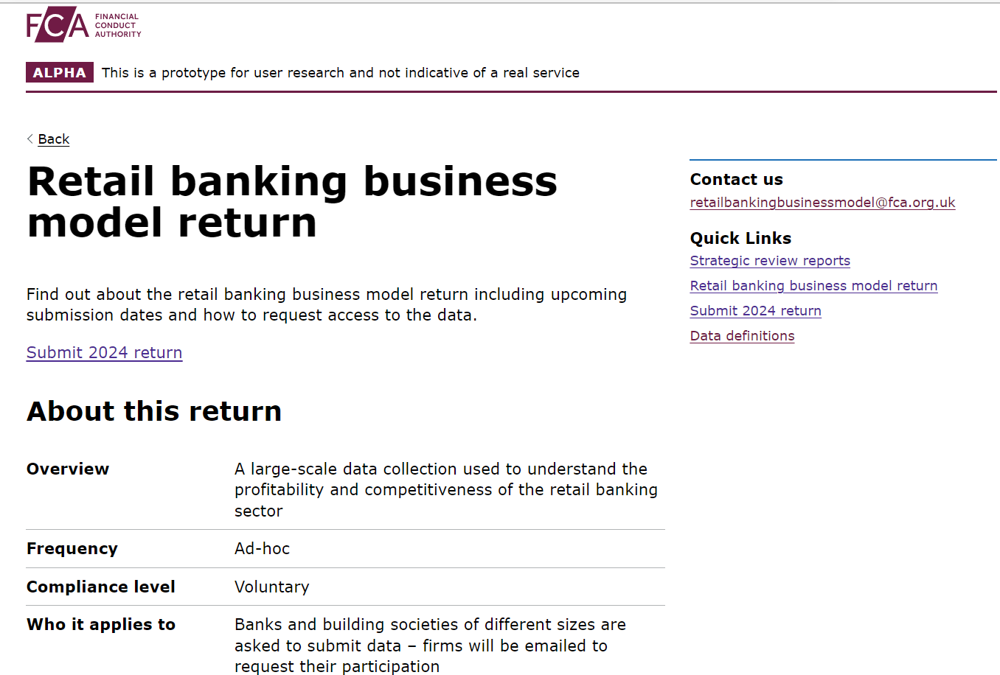 FCA FINANCIAL
CONDUCT
AUTHORITY
ALPHA This is a prototype for user research and not indicative of a real service
Back
Retail banking business
model return
Find out about the retail banking business model return including upcoming
submission dates and how to request access to the data.
Submit 2024 return
About this return
Overview A large-scale data collection used to understand the
profitability and competitiveness of the retail banking
sector
Frequency Ad-hoc
Compliance level Voluntary
Who it applies to Banks and building societies of different sizes are
asked to submit data – firms will be emailed to
request their participation
Contact us
retailbankingbusinessmodel@fca.org.uk
Quick Links
Strategic review reports
Retail banking business model return
Submit 2024 return
Data definitions